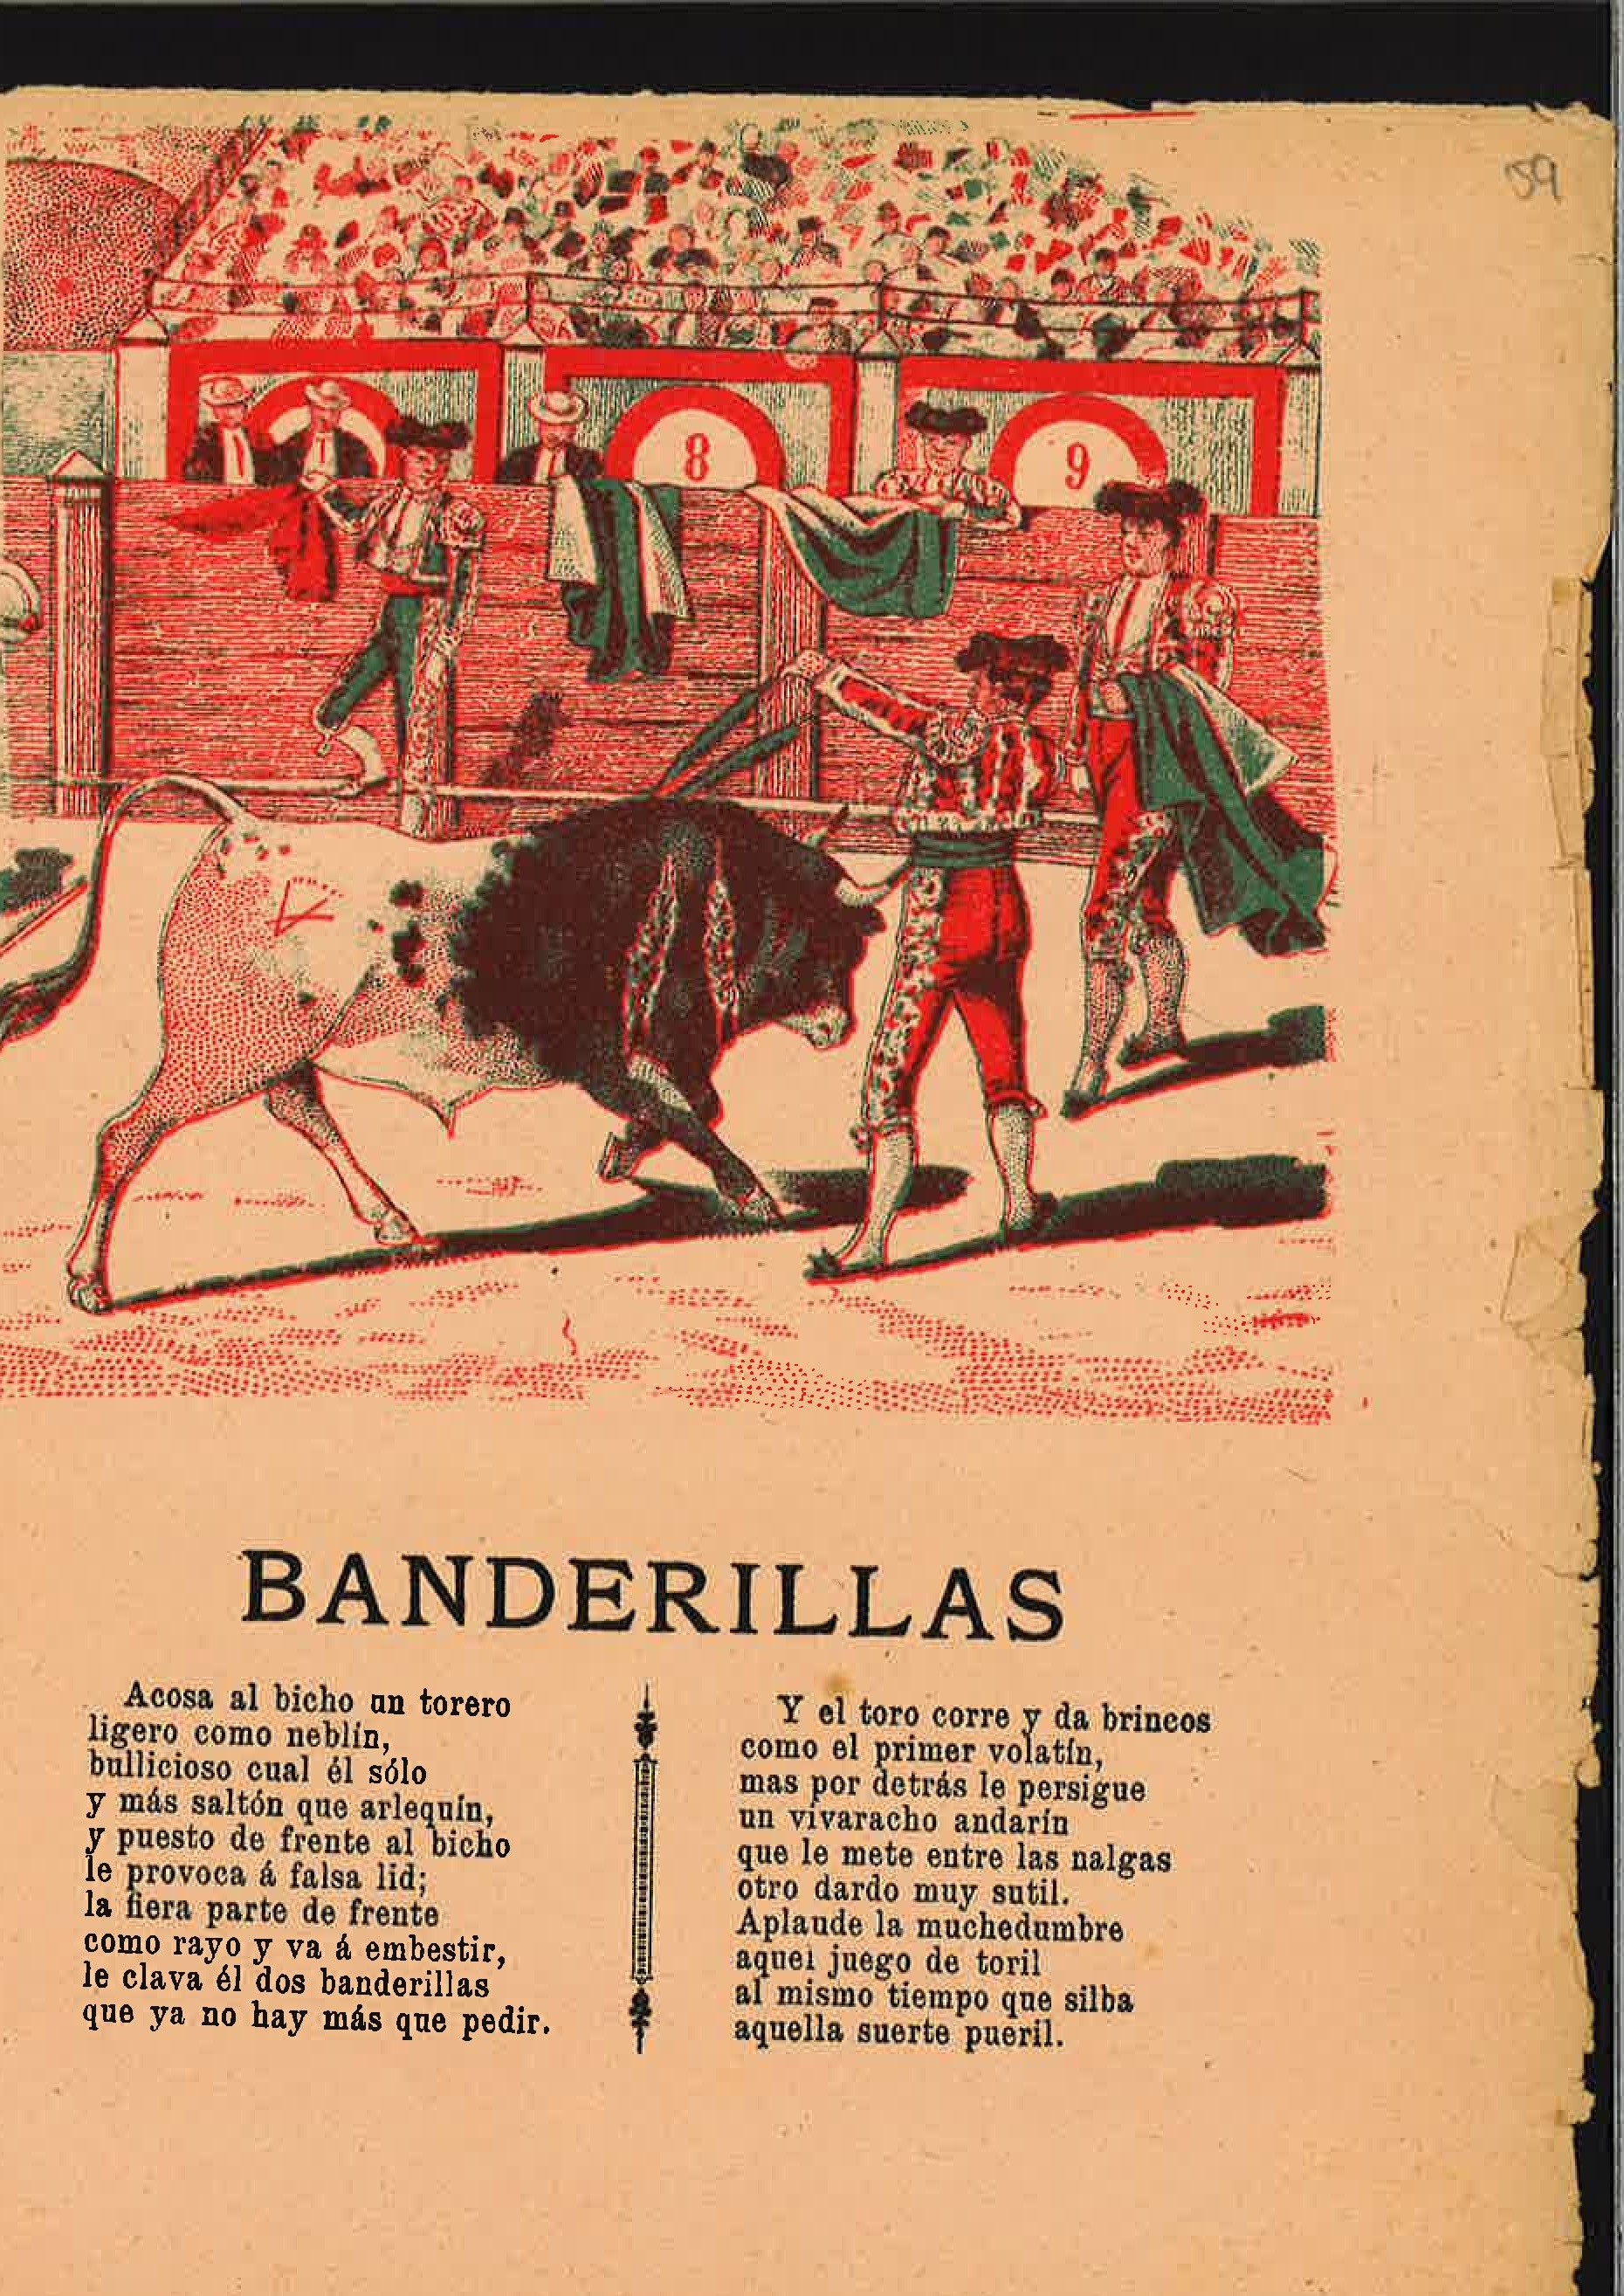 59
8
9
BANDERILLAS
Acosa al bicho un torero
ligero como neblín,
bullicioso cual él sólo
y más saltón que arlequín,
y puesto de frente al bicho
le provoca á falsa lid;
la fiera parte de frente
como rayo y va á embestir,
le clava él dos banderillas
que ya no hay más que pedir.
Y el toro corre y da brincos
como el primer volatín,
mas por detrás le persigue
un vivaracho andarín
que le mete entre las nalgas
otro dardo muy sutil.
Aplaude la muchedumbre
aquel juego de toril
al mismo tiempo que silba
aquella suerte pueril.